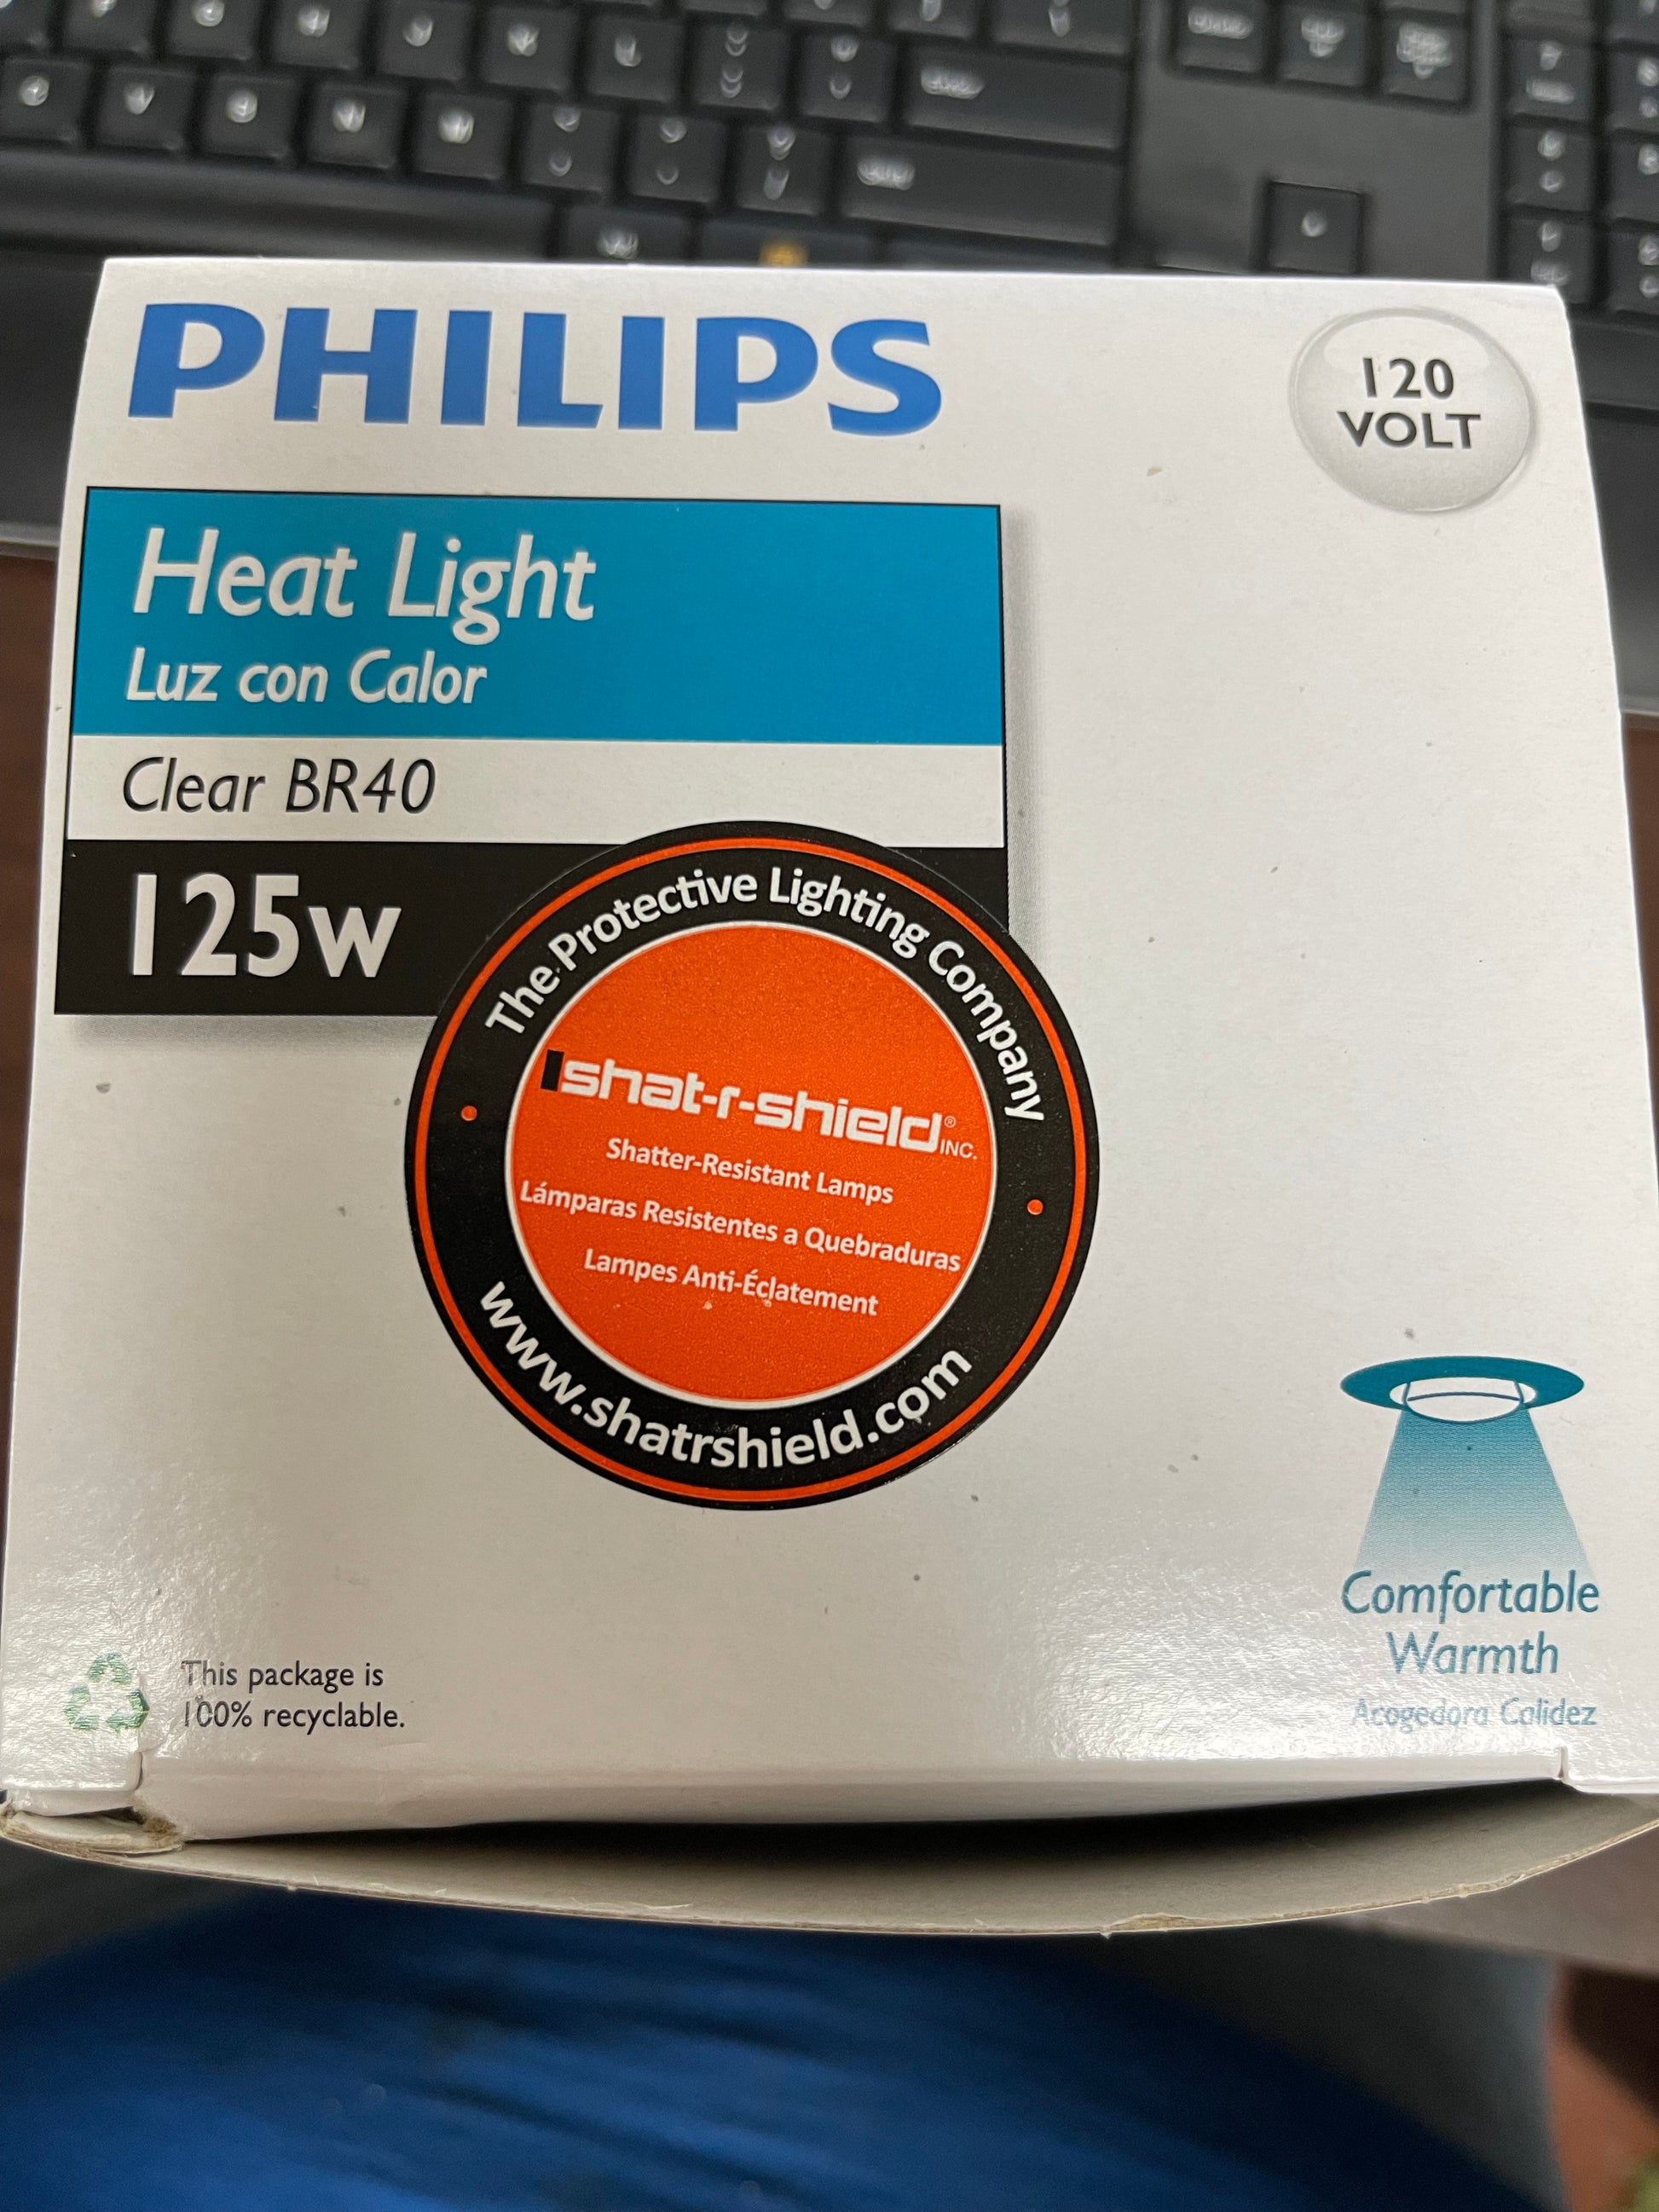 PHILIPS
120
VOLT
Heat Light
Luz con Calor
Clear BR40
125w
The Protective Lighting Company
shat-r-shield® INC.
Shatter-Resistant Lamps
Lámparas Resistentes a Quebraduras
Lampes Anti-Éclatement
www.shatrshield.com
Comfortable
Warmth
Acogedora Calidez
This package is
100% recyclable.